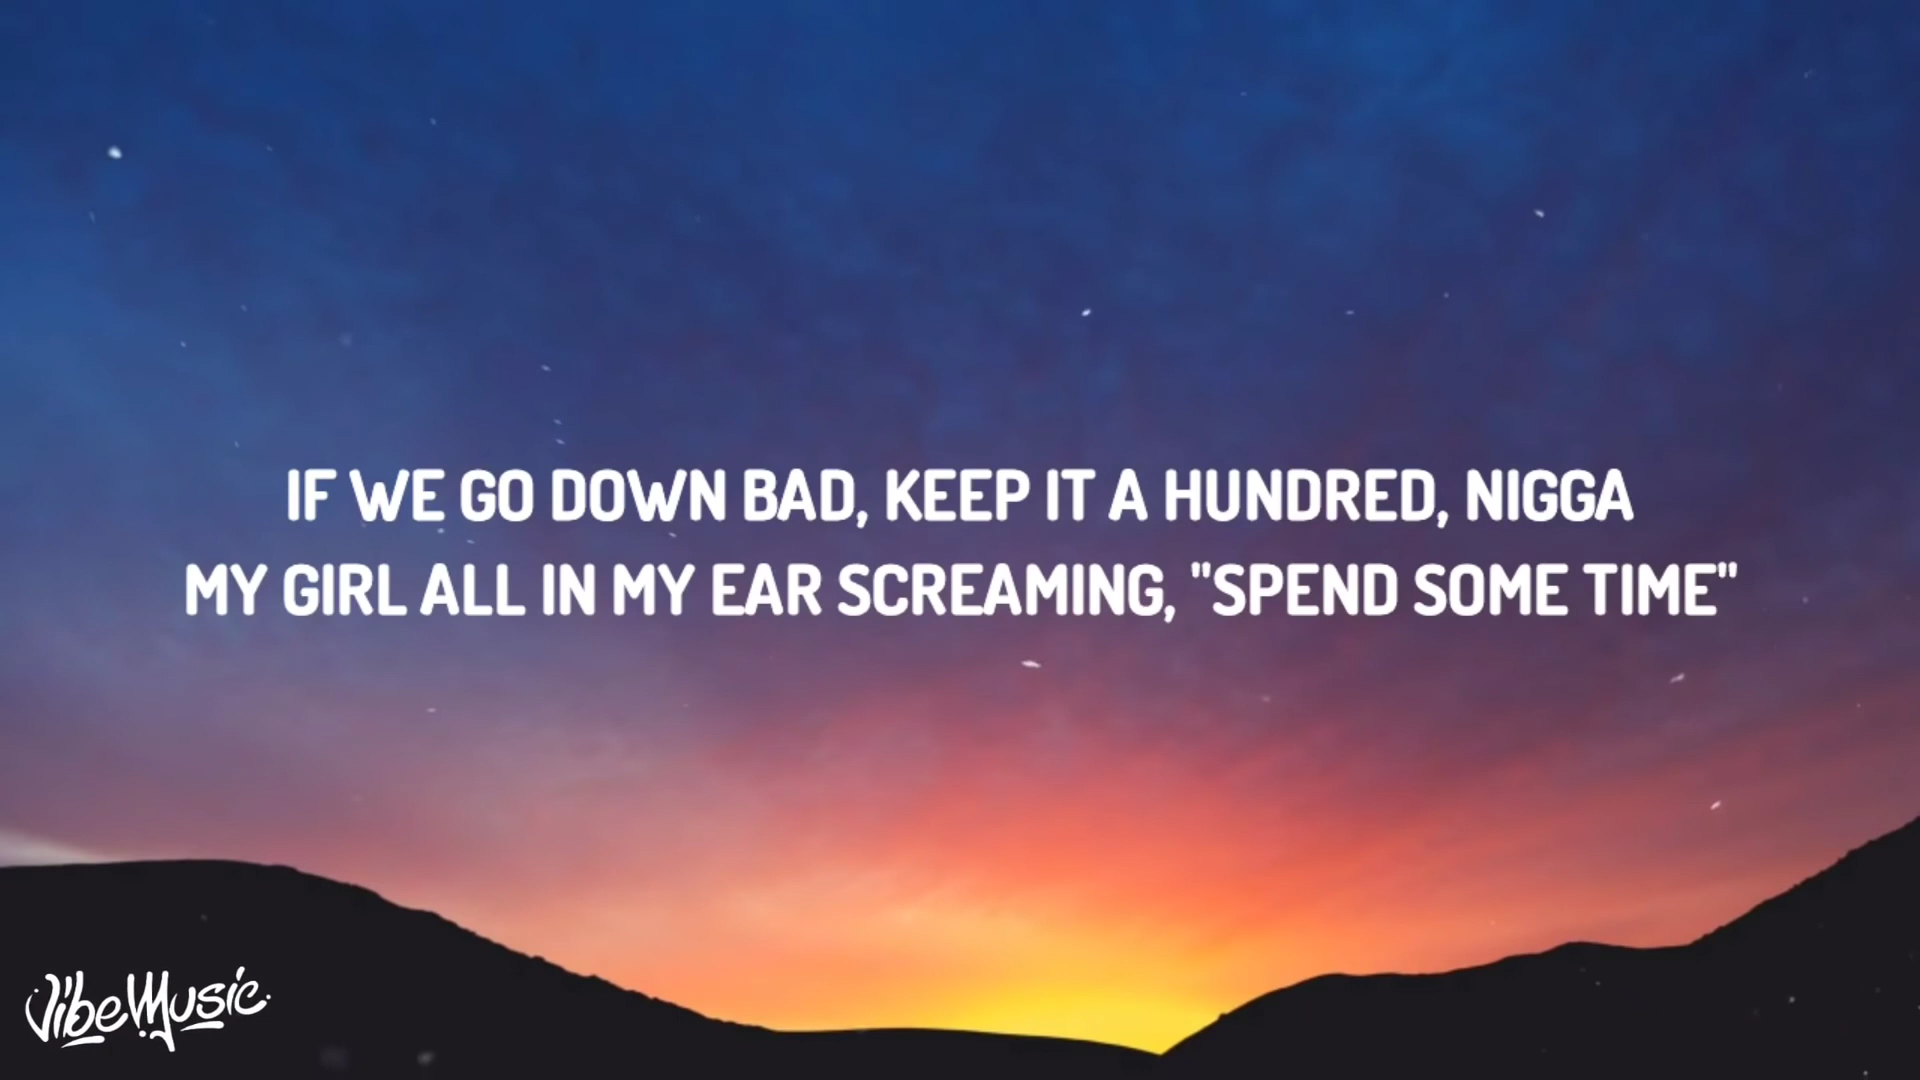 IF WE GO DOWN BAD, KEEP IT A HUNDRED, NIGGA
MY GIRL ALL IN MY EAR SCREAMING, "SPEND SOME TIME"
VibeMusic